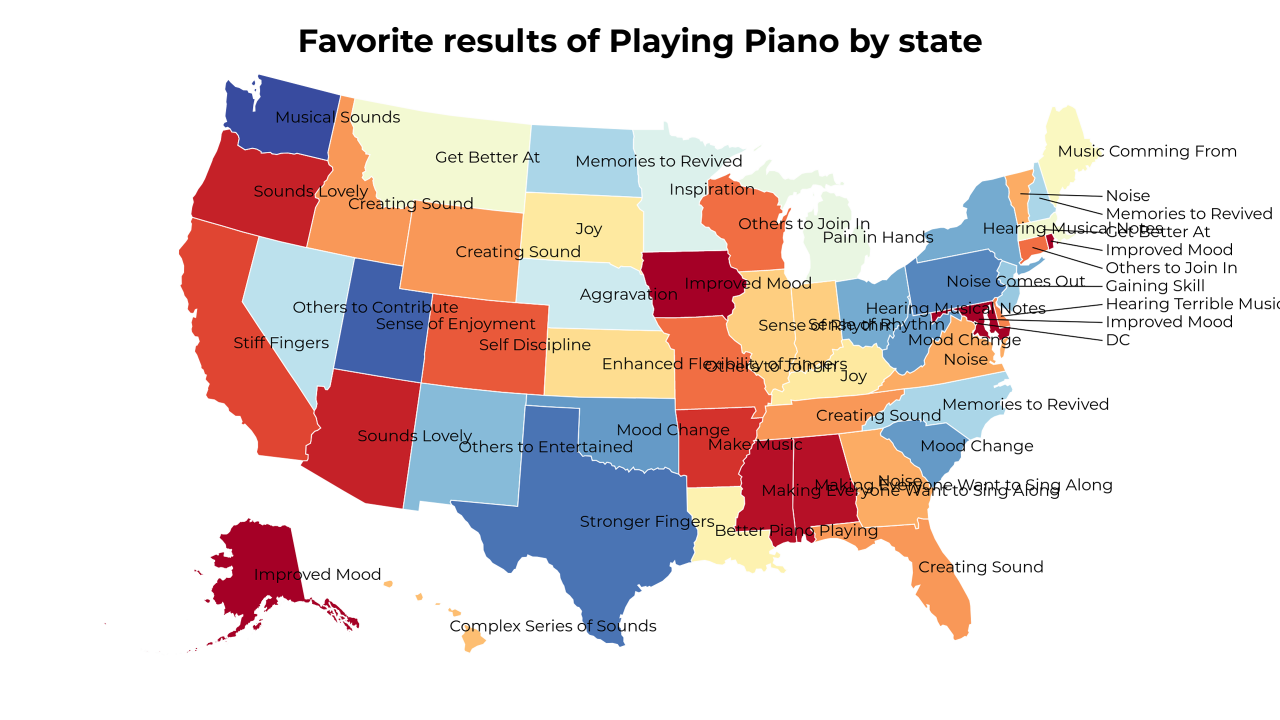 Favorite results of Playing Piano by state
Musical Sounds
Get Better At
Memories to Revived
Music Comming From
Sounds Lovely
Creating Sound
Inspiration
Noise
Memories to Revived
Joy
Others to Join In
Pain in Hands
Hearing Musical Notes
Get Better At
Creating Sound
Improved Mood
Others to Join In
Aggravation
Improved Mood
Noise Comes Out
Gaining Skill
Others to Contribute
Hearing Musical Notes
Hearing Terrible Music
Sense of Enjoyment
Sense of Rhythm
Sense of Rhythm
Improved Mood
Stiff Fingers
Self Discipline
Mood Change
DC
Enhanced Flexibility of Fingers
Others to Join In
Noise
Joy
Memories to Revived
Creating Sound
Sounds Lovely
Others to Entertained
Mood Change
Make Music
Mood Change
Noise
Making Everyone Want to Sing Along
Making Everyone Want to Sing Along
Stronger Fingers
Better Piano Playing
Creating Sound
Improved Mood
Complex Series of Sounds